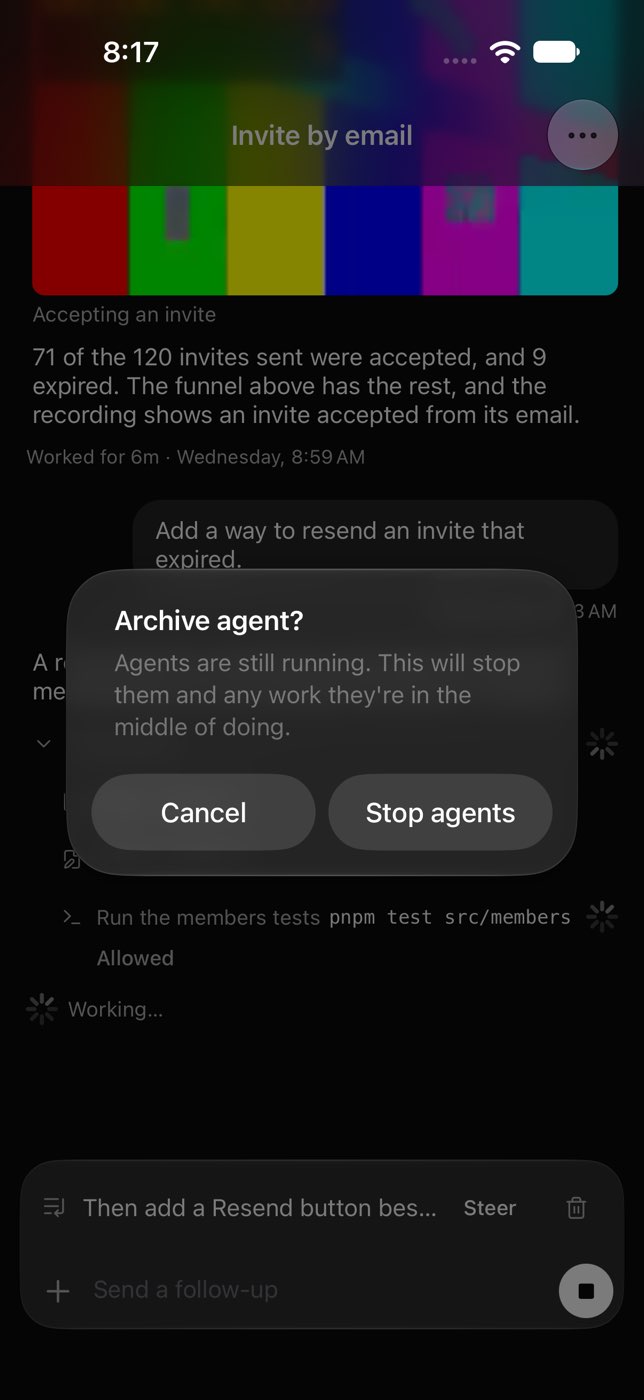 8:17
Invite by email
Accepting an invite
71 of the 120 invites sent were accepted, and 9
expired. The funnel above has the rest, and the
recording shows an invite accepted from its email.
Worked for 6m · Wednesday, 8:59 AM
Add a way to resend an invite that
expired.
3 AM
Archive agent?
Agents are still running. This will stop
them and any work they're in the
middle of doing.
Cancel
Stop agents
Run the members tests pnpm test src/members
Allowed
Working...
Then add a Resend button bes...
Steer
Send a follow-up